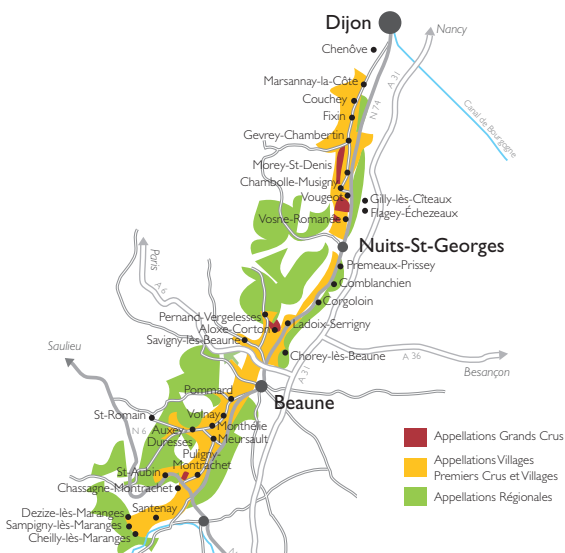 Dijon
Nancy
Chenôve
A 31
Marsannay-la-Côte
Couchey
N 74
Canal de Bourgogne
Fixin
Gevrey-Chambertin
Morey-St-Denis
Chambolle-Musigny
Vougeot
Gilly-lès-Cîteaux
Flagey-Échezeaux
Vosne-Romanée
Nuits-St-Georges
Paris
Premeaux-Prissey
A 6
Comblanchien
Corgoloin
Pernand-Vergelesses
Aloxe-Corton
Ladoix-Serrigny
Savigny-lès-Beaune
Saulieu
Chorey-lès-Beaune
A 36
A 31
Besançon
Pommard
Beaune
St-Romain
Volnay
N 6
Auxey
Duresses
Monthélie
Meursault
Puligny-
Montrachet
St-Aubin
Chassagne-Montrachet
Santenay
Dezize-lès-Maranges
Sampigny-lès-Maranges
Cheilly-lès-Maranges
Appellations Grands Crus
Appellations Villages
Premiers Crus et Villages
Appellations Régionales